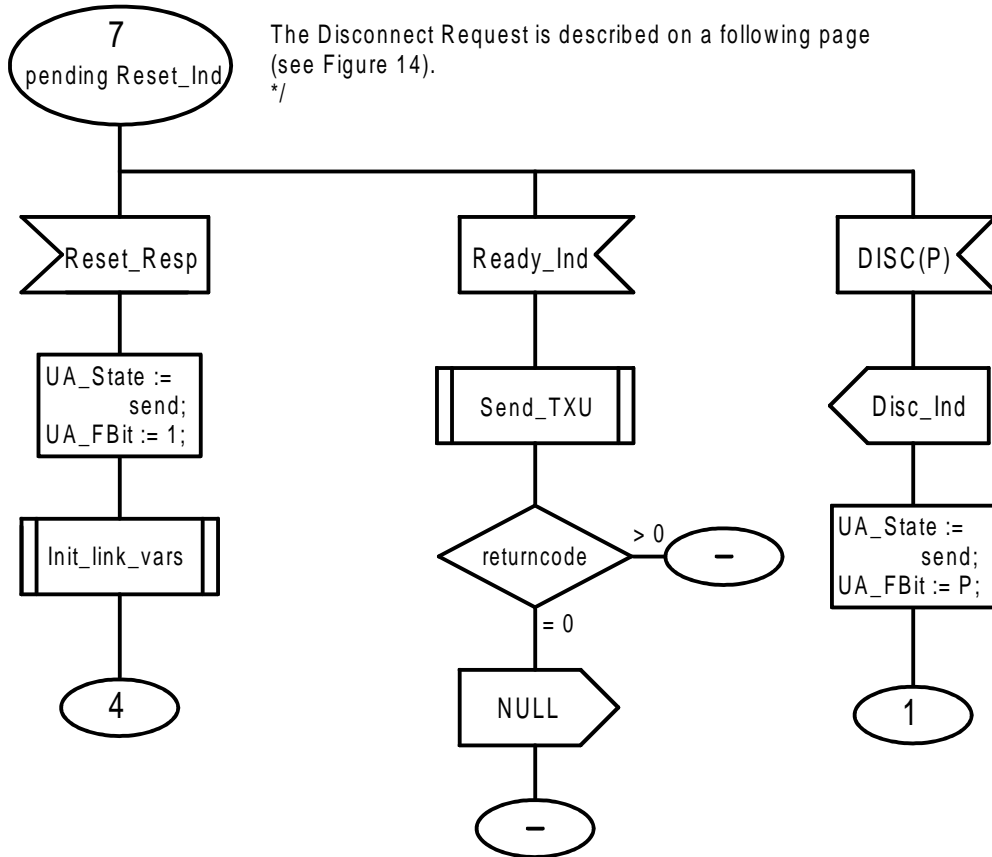 7
pending Reset_Ind
The Disconnect Request is described on a following page
(see Figure 14).
*/
Reset_Resp
Ready_Ind
DISC(P)
UA_State :=
send;
UA_FBit := 1;
Send_TXU
Disc_Ind
Init_link_vars
returncode
> 0
–
= 0
UA_State :=
send;
UA_FBit := P;
4
NULL
1
–